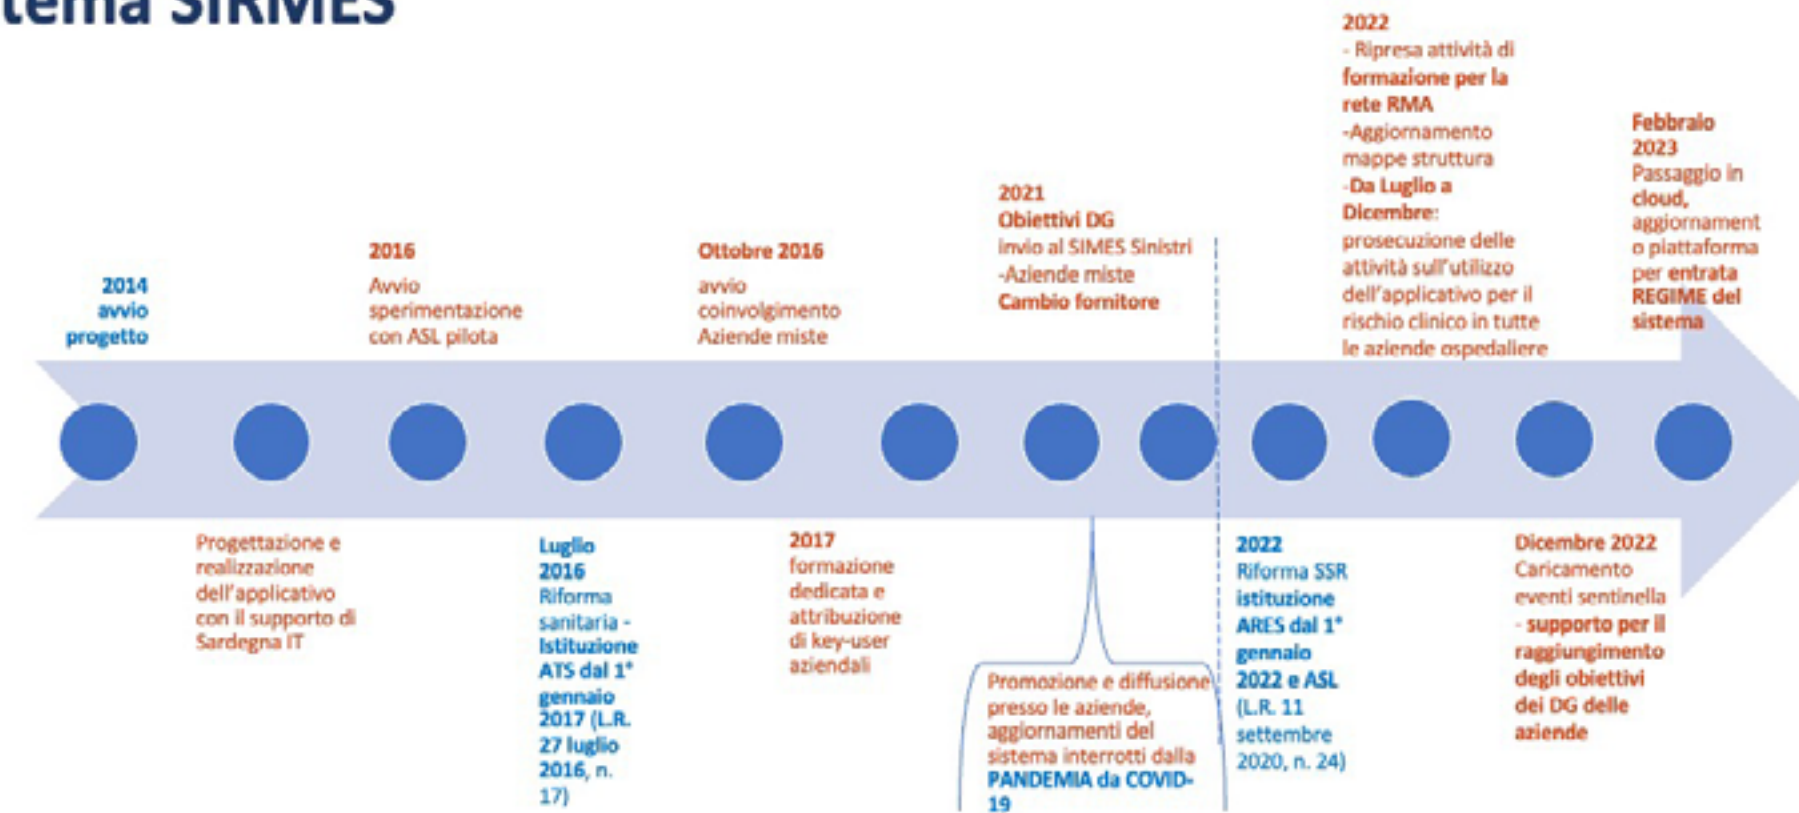 tema SIRMES
2014
avvio
progetto
Progettazione e
realizzazione
dell'applicativo
con il supporto di
Sardegna IT
2016
Avvio
sperimentazione
con ASL pilota
Luglio
2016
Riforma
sanitaria -
Istituzione
ATS dal 1°
gennaio
2017 (L.R.
27 luglio
2016, n.
17)
Ottobre 2016
avvio
coinvolgimento
Aziende miste
2017
formazione
dedicata e
attribuzione
di key-user
aziendali
2021
Obiettivi DG
invio al SIMES Sinistri
-Aziende miste
Cambio fornitore
Promozione e diffusione
presso le aziende,
aggiornamenti del
sistema interrotti dalla
PANDEMIA da COVID-
19
2022
Riforma SSR
istituzione
ARES dal 1°
gennaio
2022 e ASL
(L.R. 11
settembre
2020, n. 24)
2022
- Ripresa attività di
formazione per la
rete RMA
-Aggiornamento
mappe struttura
-Da Luglio a
Dicembre:
prosecuzione delle
attività sull'utilizzo
dell'applicativo per il
rischio clinico in tutte
le aziende ospedaliere
Dicembre 2022
Caricamento
eventi sentinella
- supporto per il
raggiungimento
degli obiettivi
dei DG delle
aziende
Febbraio
2023
Passaggio in
cloud,
aggiornament
o piattaforma
per entrata
REGIME del
sistema